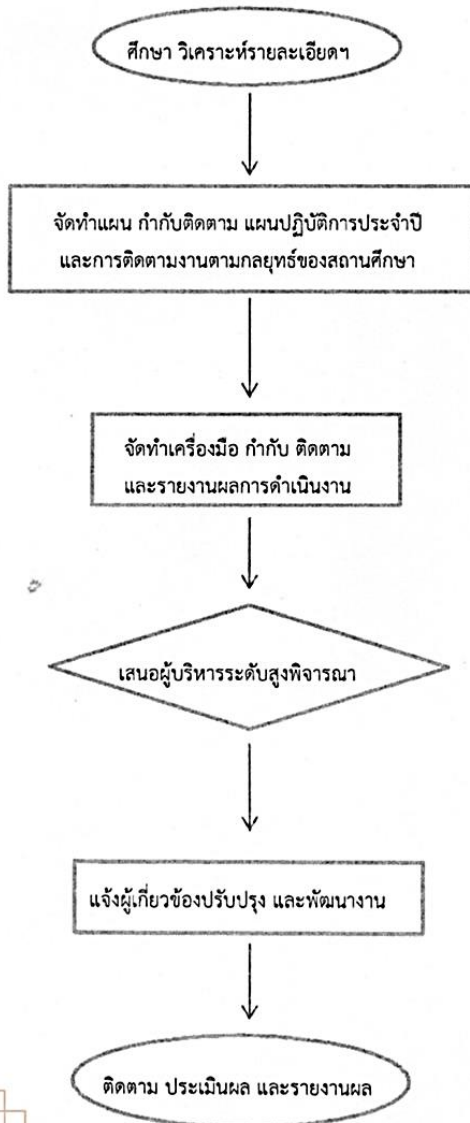 ศึกษา วิเคราะห์รายละเอียดฯ
จัดทำแผน กำกับติดตาม แผนปฏิบัติการประจำปี
และการติดตามงานตามกลยุทธ์ของสถานศึกษา
จัดทำเครื่องมือ กำกับ ติดตาม
และรายงานผลการดำเนินงาน
เสนอผู้บริหารระดับสูงพิจารณา
แจ้งผู้เกี่ยวข้องปรับปรุง และพัฒนางาน
ติดตาม ประเมินผล และรายงานผล